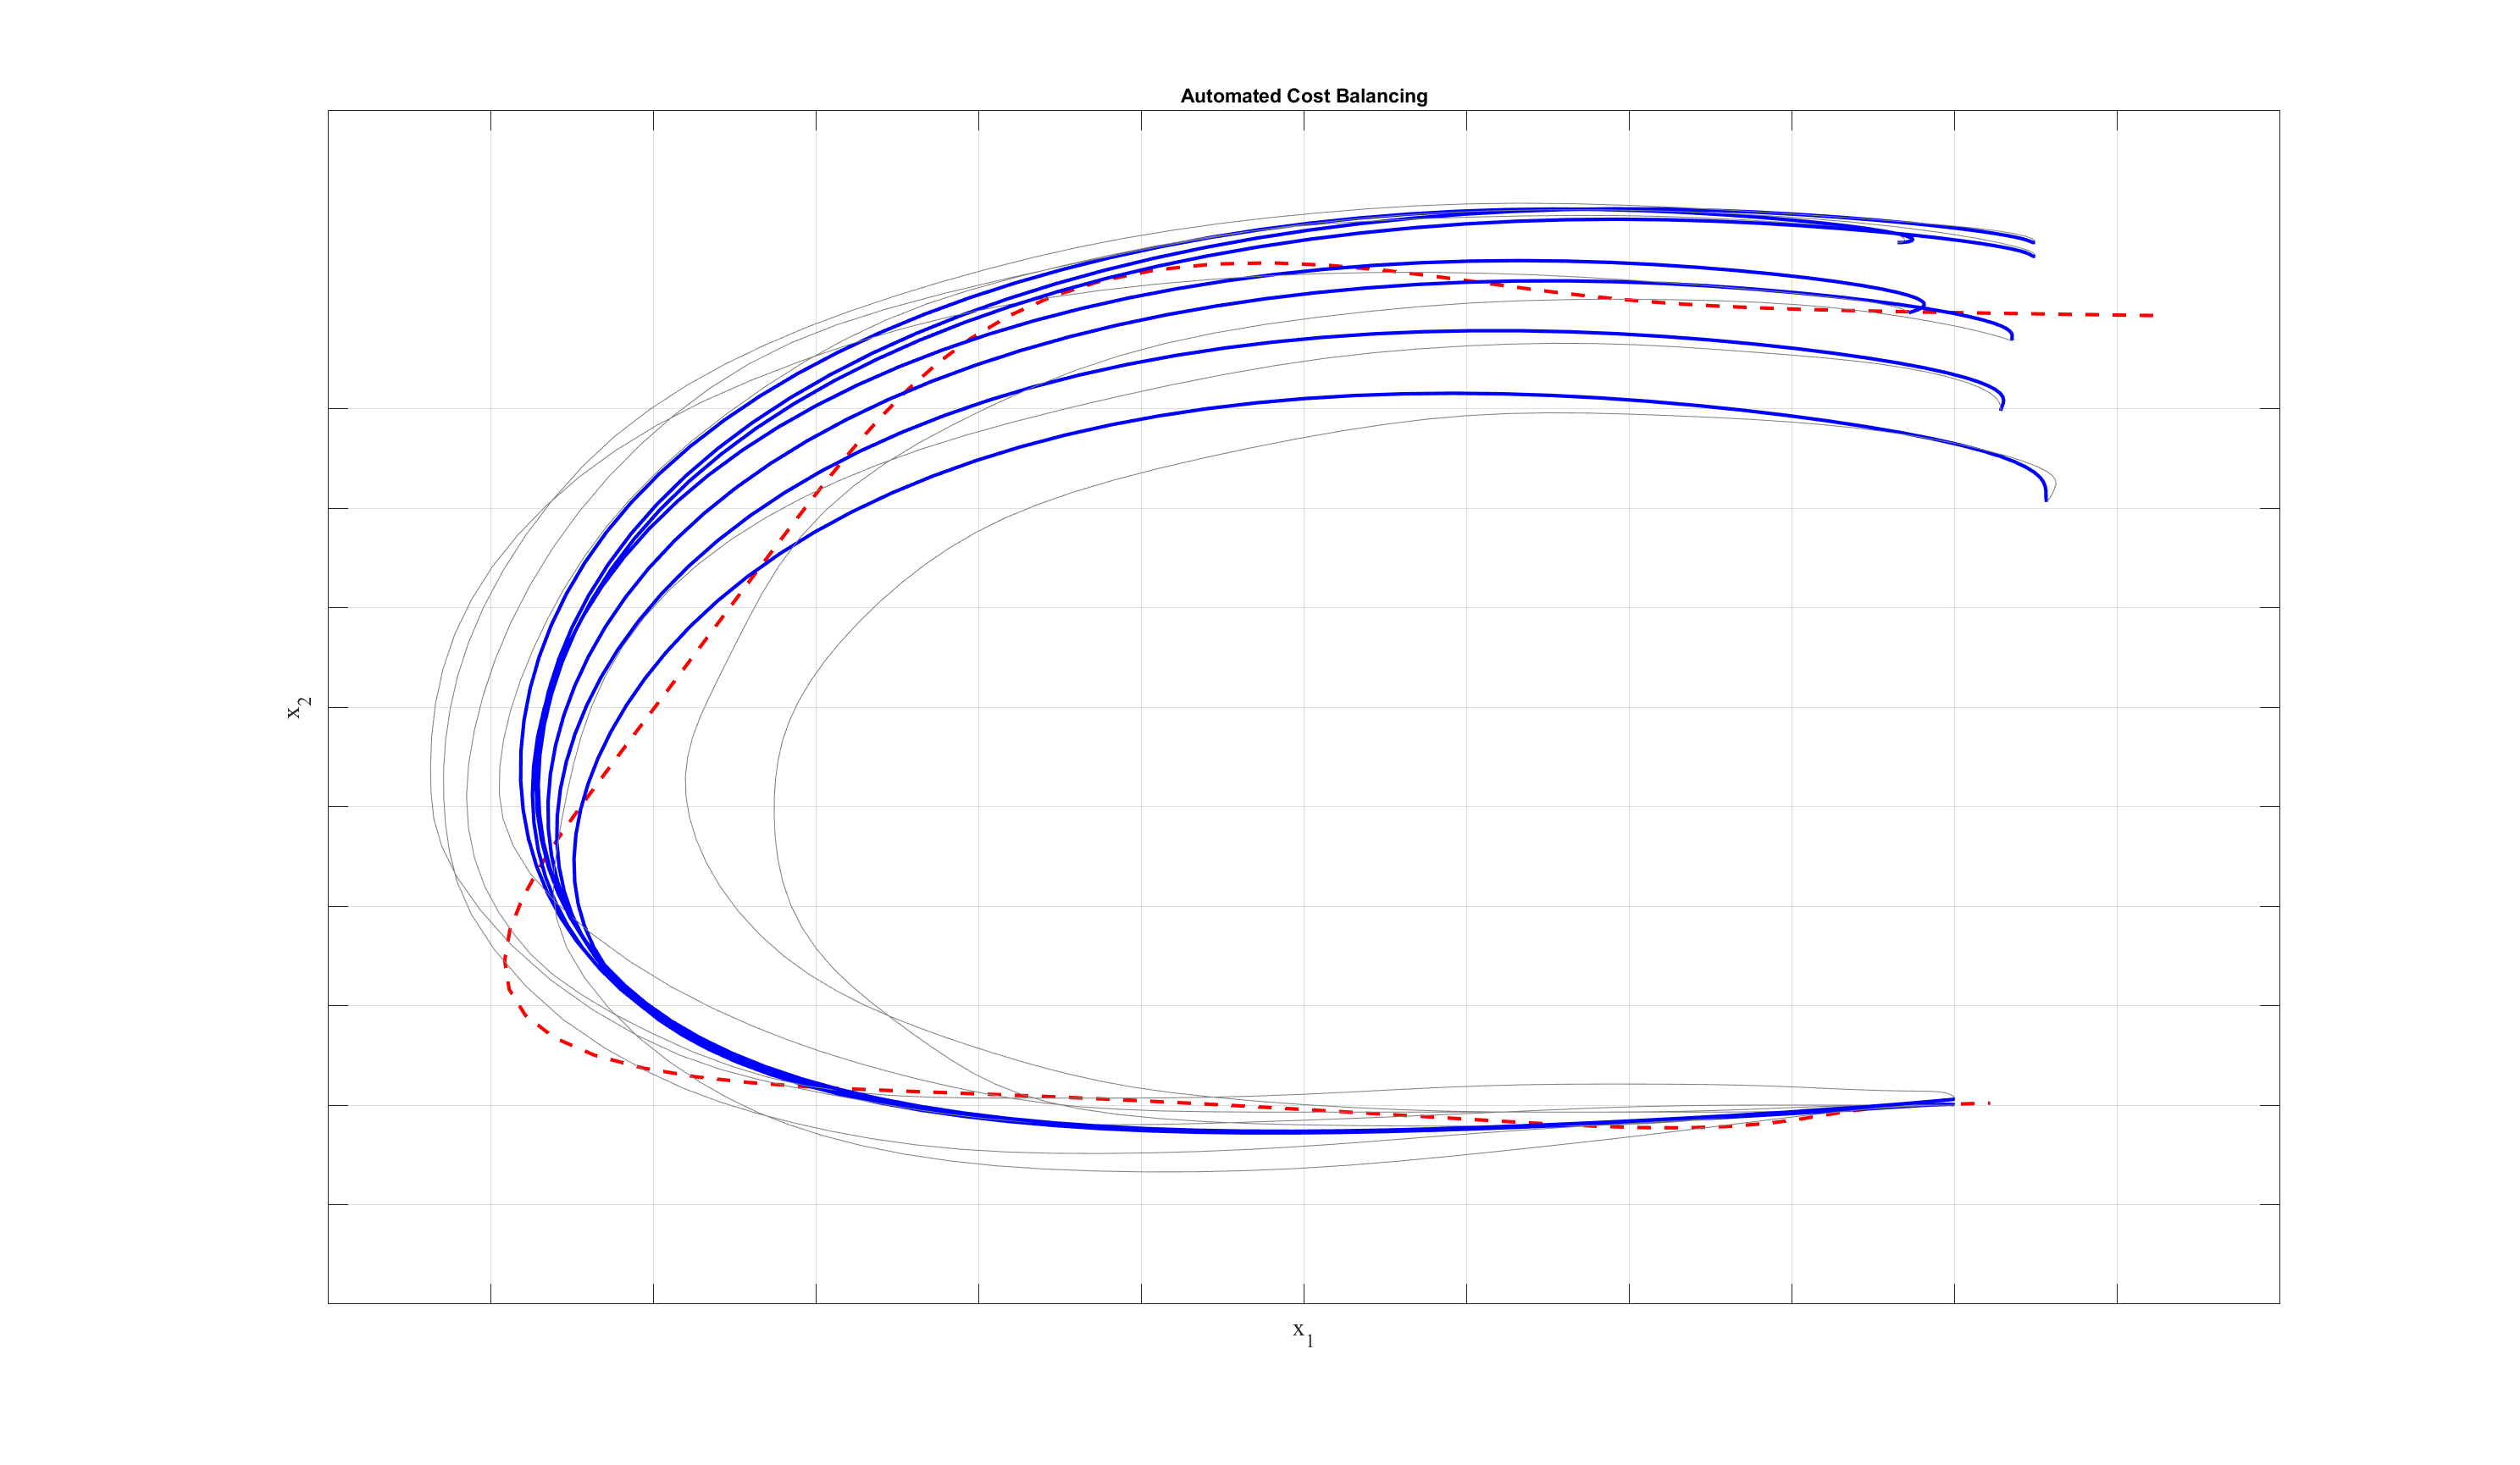 Automated Cost Balancing
x₂
x₁